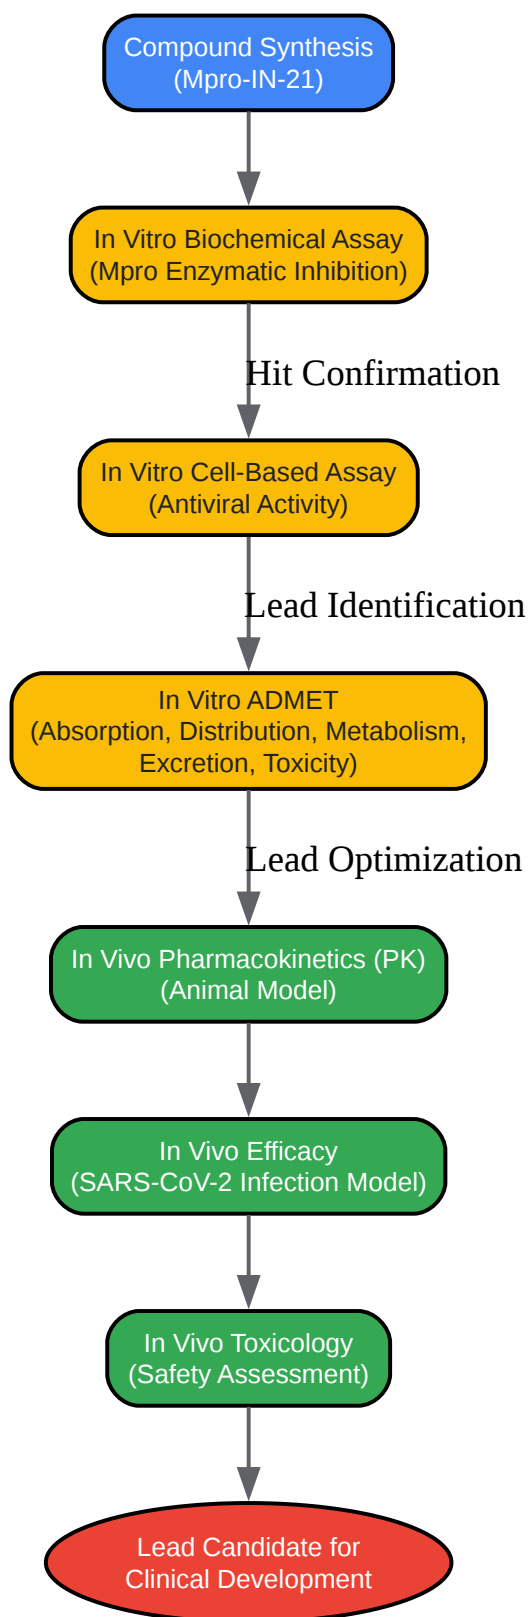 Compound Synthesis
(Mpro-IN-21)
In Vitro Biochemical Assay
(Mpro Enzymatic Inhibition)
Hit Confirmation
In Vitro Cell-Based Assay
(Antiviral Activity)
Lead Identification
In Vitro ADMET
(Absorption, Distribution, Metabolism,
Excretion, Toxicity)
Lead Optimization
In Vivo Pharmacokinetics (PK)
(Animal Model)
In Vivo Efficacy
(SARS-CoV-2 Infection Model)
In Vivo Toxicology
(Safety Assessment)
Lead Candidate for
Clinical Development